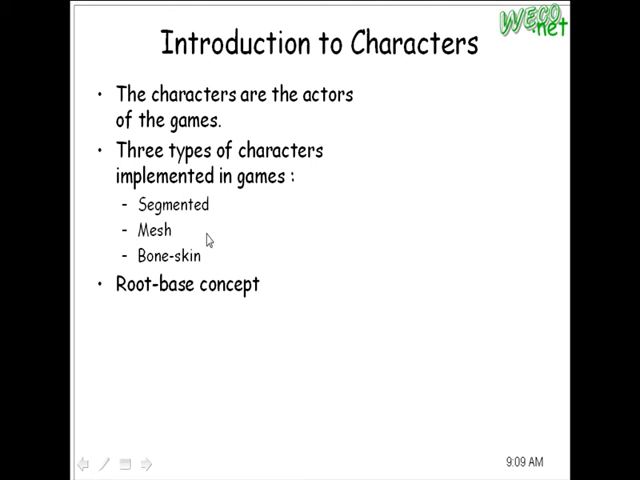 WECO
.net
Introduction to Characters
• The characters are the actors
of the games.
• Three types of characters
implemented in games :
– Segmented
– Mesh
– Bone-skin
• Root-base concept
9:09 AM